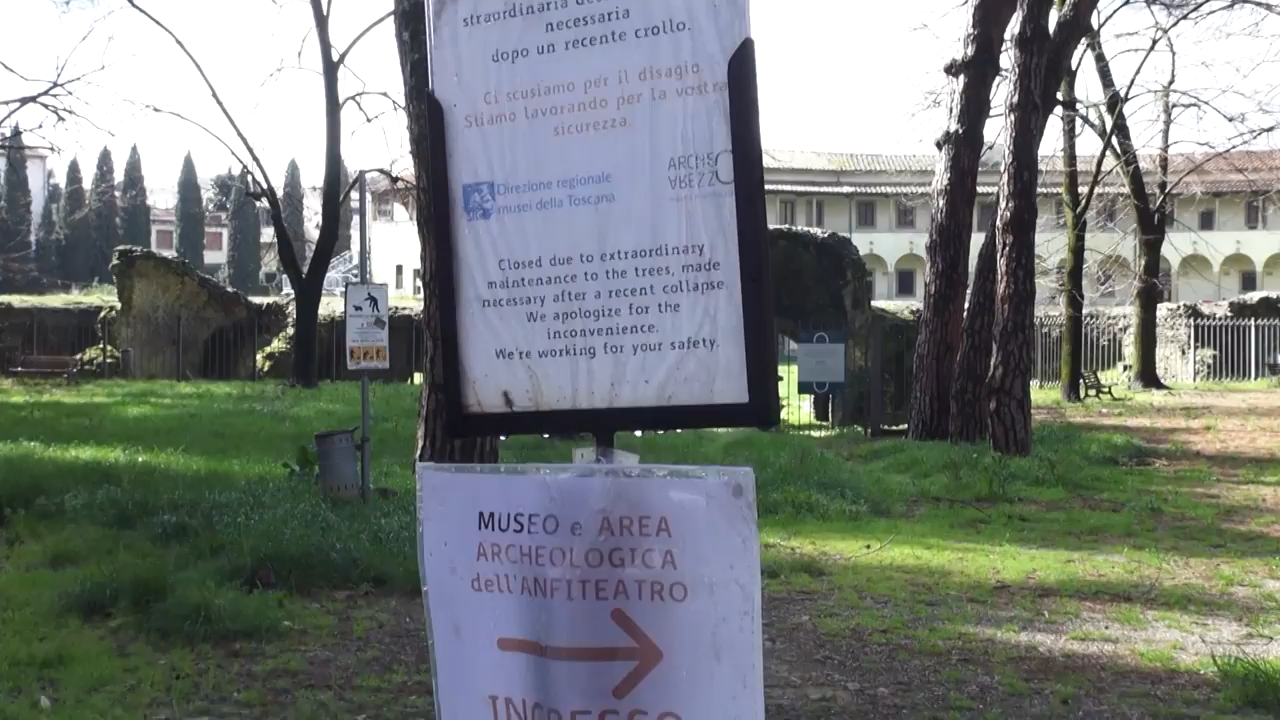 straordinaria
necessaria
dopo un recente crollo.
Ci scusiamo per il disagio.
Stiamo lavorando per la vostra
sicurezza.
Direzione regionale
musei della Toscana
ARCHEO
AREZZO
Closed due to extraordinary
maintenance to the trees, made
necessary after a recent collapse
We apologize for the
inconvenience.
We're working for your safety.
MUSEO e AREA
ARCHEOLOGICA
dell'ANFITEATRO
INGRESSO